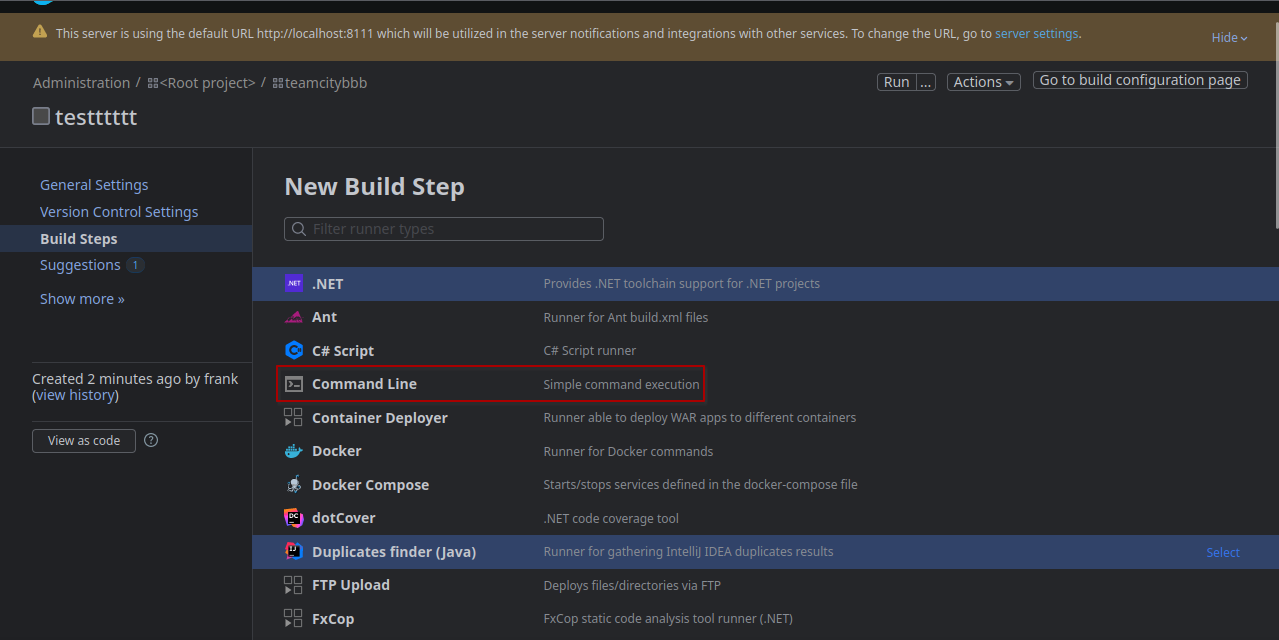 This server is using the default URL http://localhost:8111 which will be utilized in the server notifications and integrations with other services. To change the URL, go to server settings.
Hide
Administration / <Root project> / teamcitybbb
Run ... Actions Go to build configuration page
testttttt
General Settings
Version Control Settings
Build Steps
Suggestions 1
Show more »
Created 2 minutes ago by frank
(view history)
View as code ?
New Build Step
Filter runner types
.NET .NET Provides .NET toolchain support for .NET projects
Ant Runner for Ant build.xml files
C# Script C# Script runner
Command Line Simple command execution
Container Deployer Runner able to deploy WAR apps to different containers
Docker Runner for Docker commands
Docker Compose Starts/stops services defined in the docker-compose file
DC dotCover .NET code coverage tool
IJ Duplicates finder (Java) Runner for gathering IntelliJ IDEA duplicates results Select
FTP Upload Deploys files/directories via FTP
FxCop FxCop static code analysis tool runner (.NET)